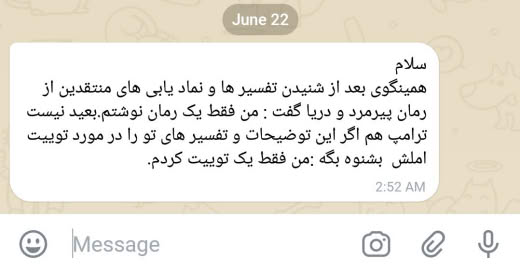 June 22
سلام
همینگوی بعد از شنیدن تفسیر ها و نماد یابی های منتقدین از
رمان پیرمرد و دریا گفت : من فقط یک رمان نوشتم.بعید نیست
ترامپ هم اگر این توضیحات و تفسیر های تو را در مورد توییت
املش بشنوه بگه :من فقط یک توییت کردم.
2:52 AM
Message